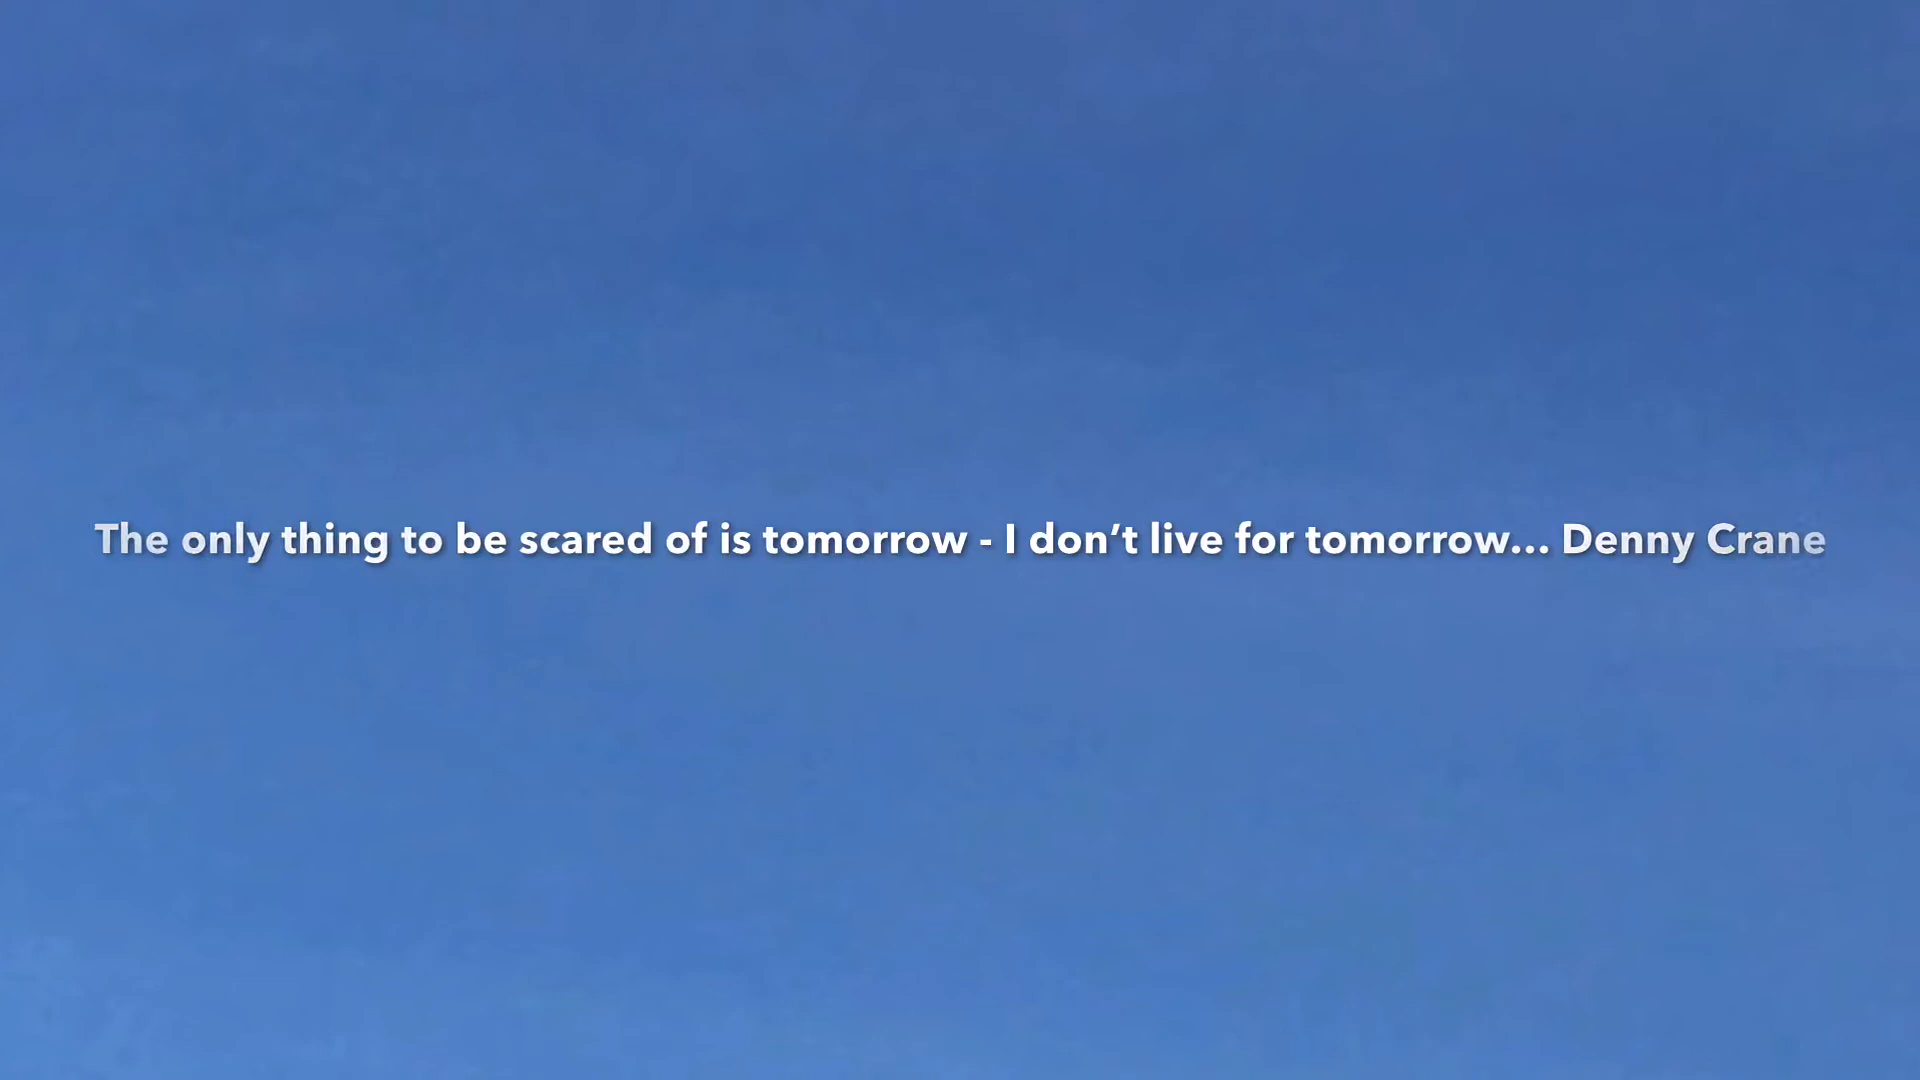 The only thing to be scared of is tomorrow - I don’t live for tomorrow... Denny Crane